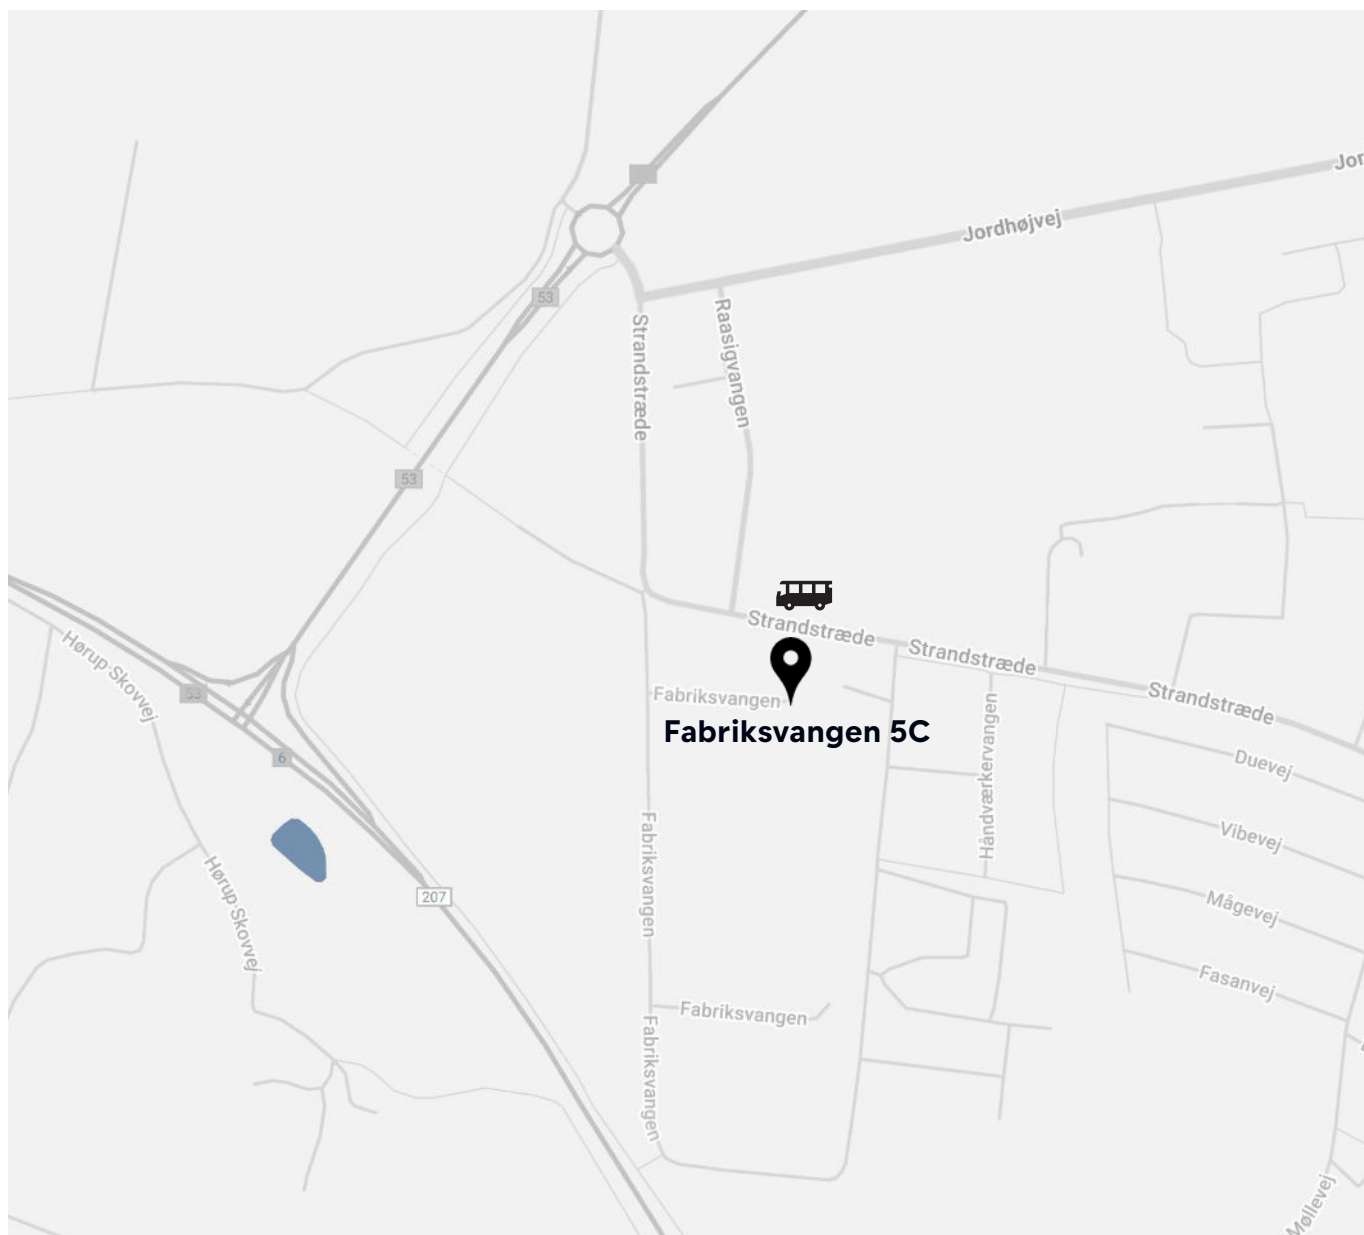 Jor
Jordhøjvej
53
Strandstræde
Raasigvangen
53
Strandstræde
Strandstræde
Strandstræde
Hørup Skovvej
53
Fabriksvangen
Fabriksvangen 5C
Håndværkervangen
6
Duevej
Vibevej
Fabriksvangen
Hørup Skovvej
207
Mågevej
Fasanvej
Fabriksvangen
Fabriksvangen
Møllevej